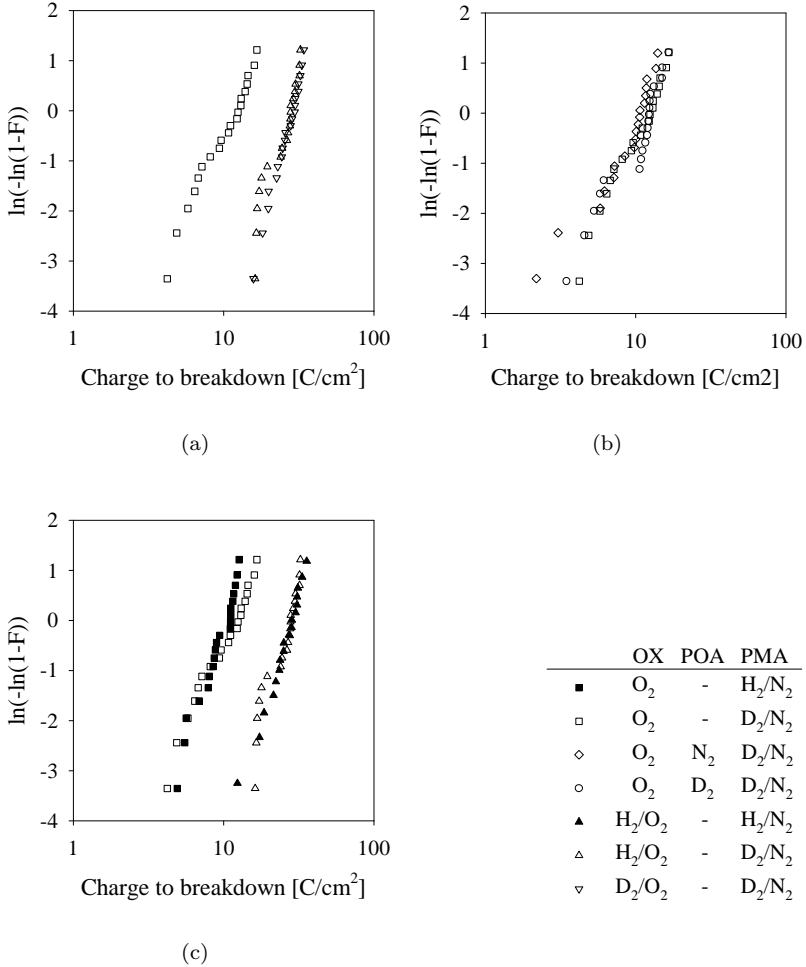 2
1
0
-1
-2
-3
-4
ln(-ln(1-F))
1 10 100
Charge to breakdown [C/cm²]
(a)
2
1
0
-1
-2
-3
-4
ln(-ln(1-F))
1 10 100
Charge to breakdown [C/cm2]
(b)
2
1
0
-1
-2
-3
-4
ln(-ln(1-F))
1 10 100
Charge to breakdown [C/cm²]
(c)
OX POA PMA
■ O₂ - H₂/N₂
□ O₂ - D₂/N₂
◇ O₂ N₂ D₂/N₂
○ O₂ D₂ D₂/N₂
▲ H₂/O₂ - H₂/N₂
△ H₂/O₂ - D₂/N₂
▽ D₂/O₂ - D₂/N₂